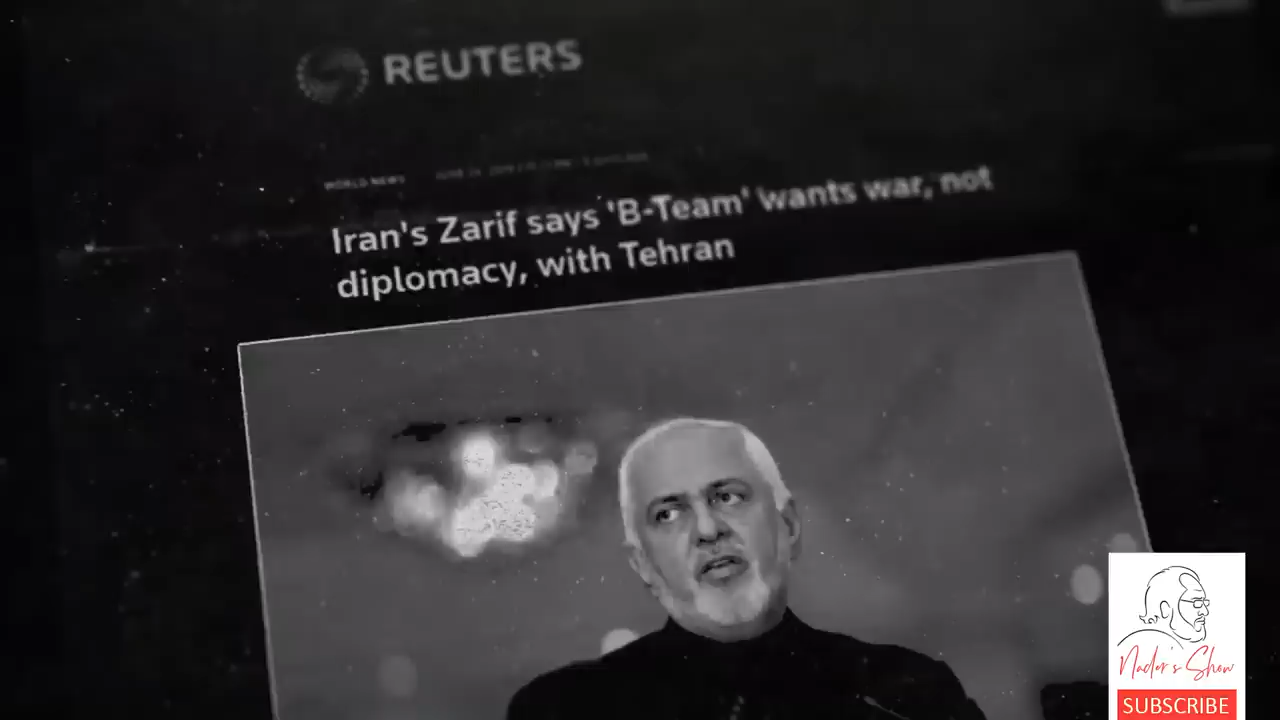 REUTERS
WORLD NEWS
Iran's Zarif says 'B-Team' wants war, not
diplomacy, with Tehran
Nader's Show
SUBSCRIBE